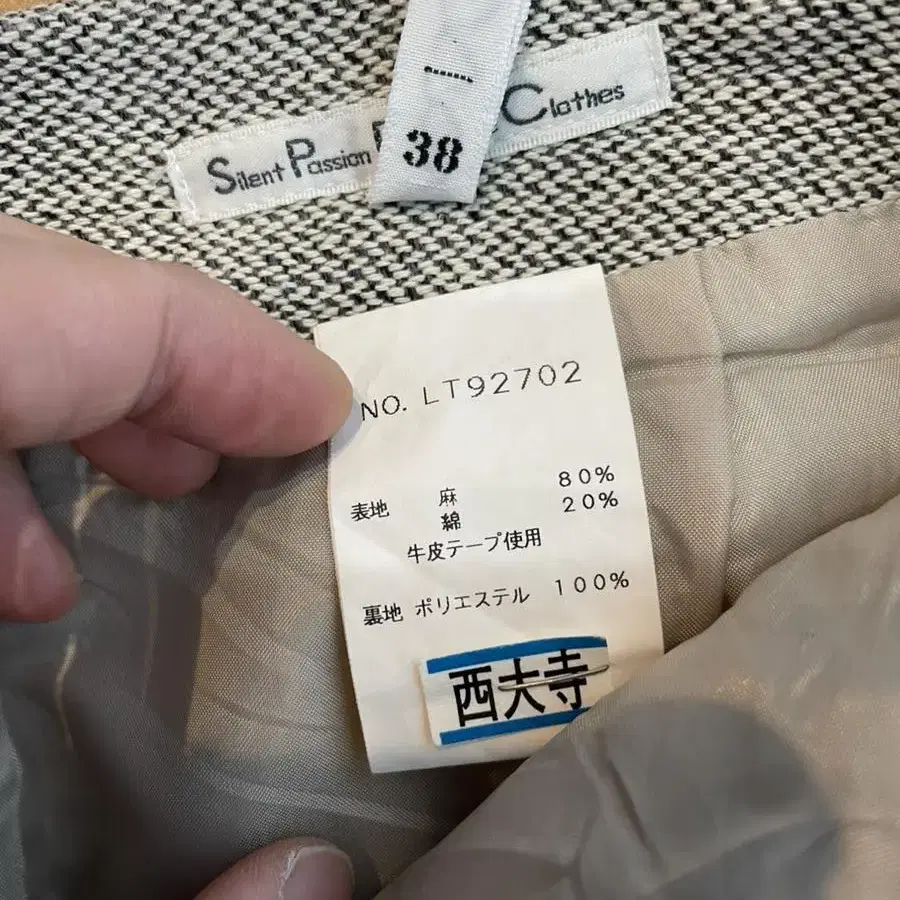 Silent Passion Clothes
38
NO. LT92702
表地 麻 80%
綿 20%
牛皮テープ使用
裏地 ポリエステル 100%
西大寺